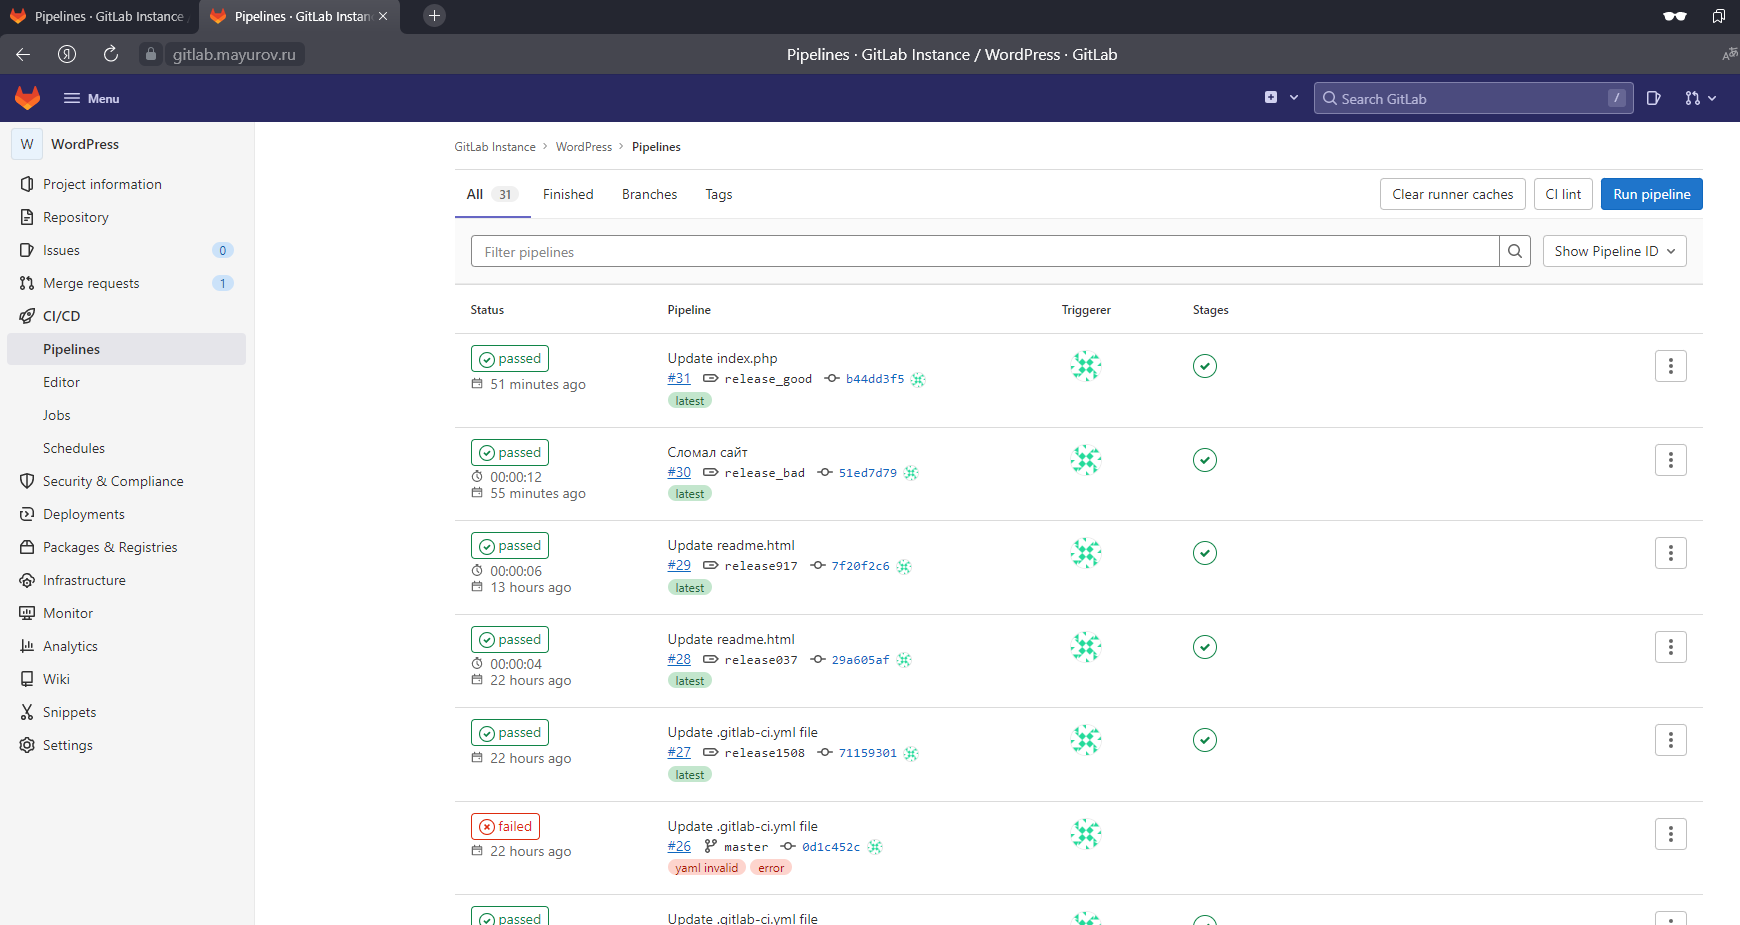 Pipelines · GitLab Instance /
Pipelines · GitLab Instan
gitlab.mayurov.ru
Pipelines · GitLab Instance / WordPress · GitLab
Menu
Search GitLab
/
W WordPress
Project information
Repository
Issues 0
Merge requests 1
CI/CD
Pipelines
Editor
Jobs
Schedules
Security & Compliance
Deployments
Packages & Registries
Infrastructure
Monitor
Analytics
Wiki
Snippets
Settings
GitLab Instance > WordPress > Pipelines
All 31 Finished Branches Tags
Clear runner caches CI lint Run pipeline
Filter pipelines
Show Pipeline ID
Status Pipeline Triggerer Stages
passed Update index.php
51 minutes ago #31 release_good b44dd3f5
latest
passed Сломал сайт
00:00:12 #30 release_bad 51ed7d79
55 minutes ago latest
passed Update readme.html
00:00:06 #29 release917 7f20f2c6
13 hours ago latest
passed Update readme.html
00:00:04 #28 release037 29a605af
22 hours ago latest
passed Update .gitlab-ci.yml file
22 hours ago #27 release1508 71159301
latest
failed Update .gitlab-ci.yml file
22 hours ago #26 master 0d1c452c
yaml invalid error
passed Update .gitlab-ci.yml file